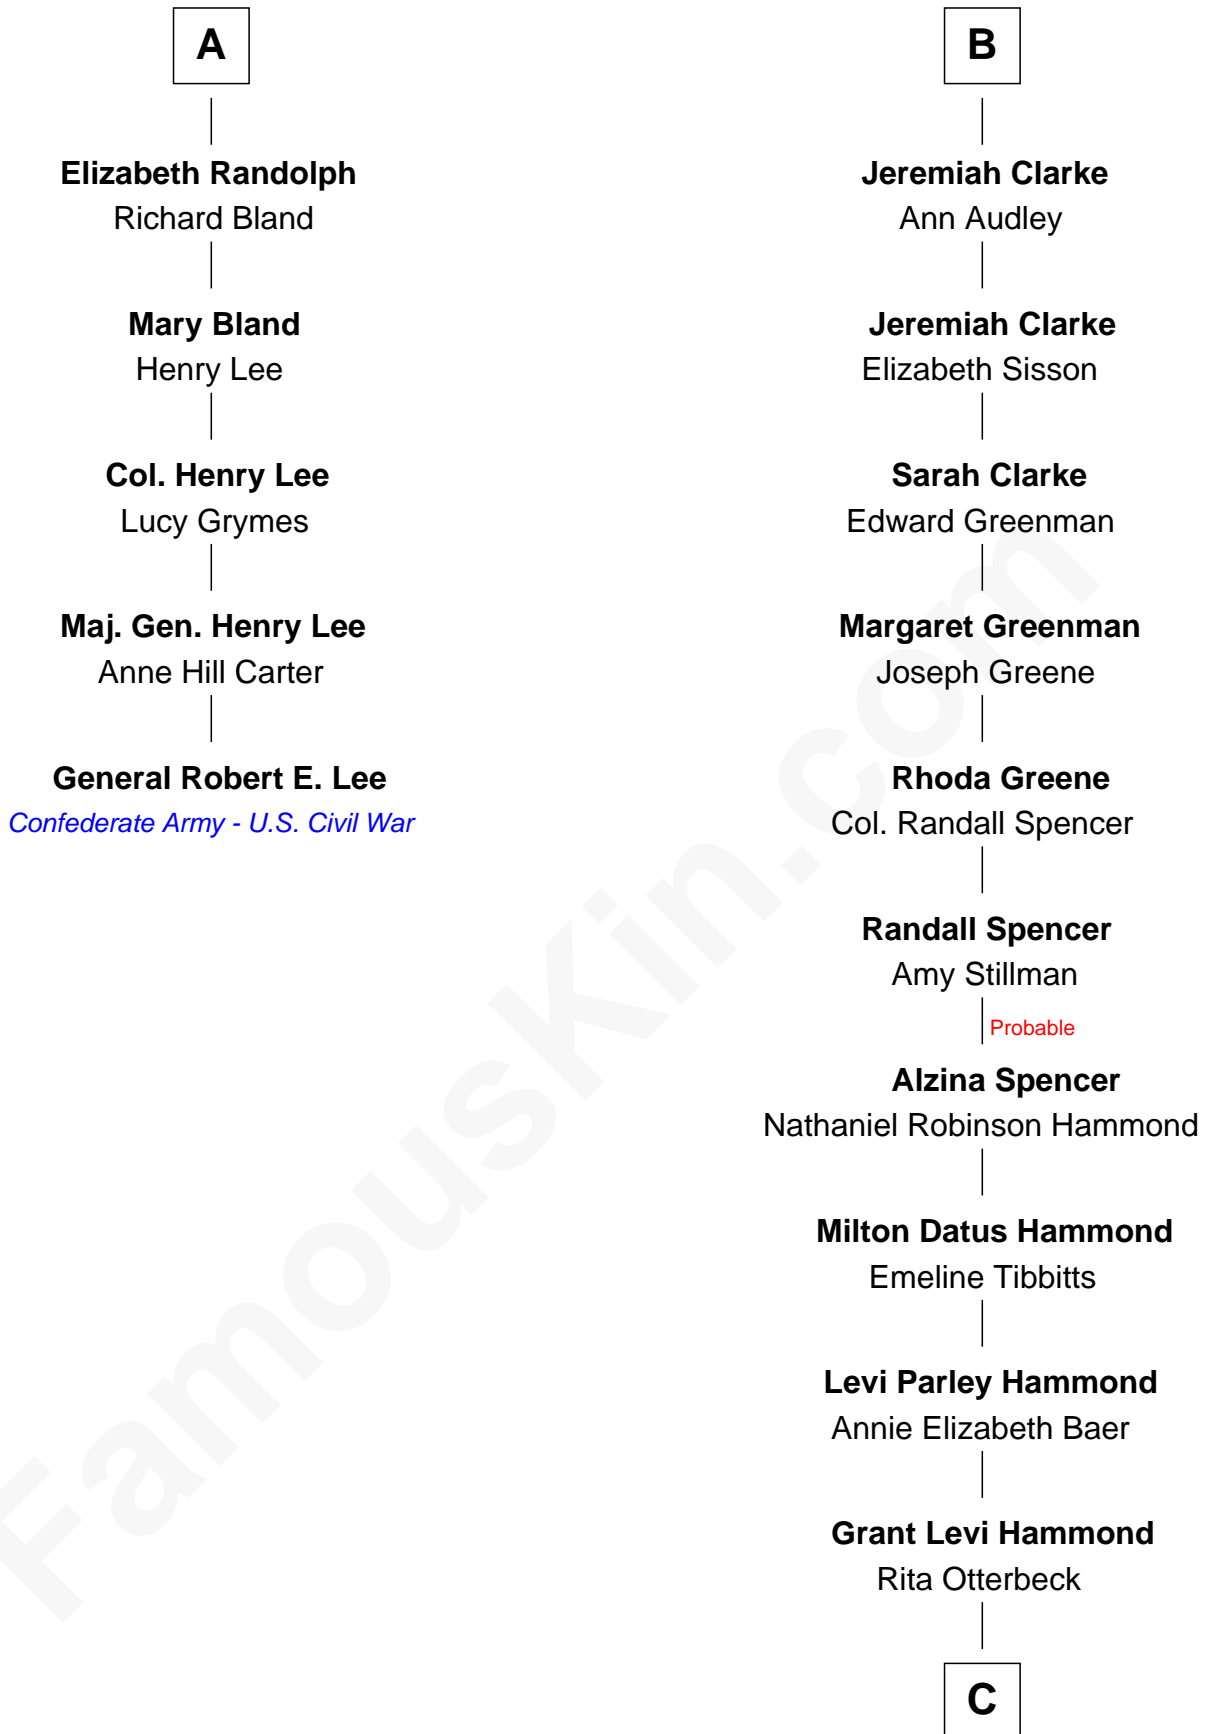 A
Elizabeth Randolph
Richard Bland
Mary Bland
Henry Lee
Col. Henry Lee
Lucy Grymes
Maj. Gen. Henry Lee
Anne Hill Carter
General Robert E. Lee
Confederate Army - U.S. Civil War
B
Jeremiah Clarke
Ann Audley
Jeremiah Clarke
Elizabeth Sisson
Sarah Clarke
Edward Greenman
Margaret Greenman
Joseph Greene
Rhoda Greene
Col. Randall Spencer
Randall Spencer
Amy Stillman
Probable
Alzina Spencer
Nathaniel Robinson Hammond
Milton Datus Hammond
Emeline Tibbitts
Levi Parley Hammond
Annie Elizabeth Baer
Grant Levi Hammond
Rita Otterbeck
C
FamousKin.com